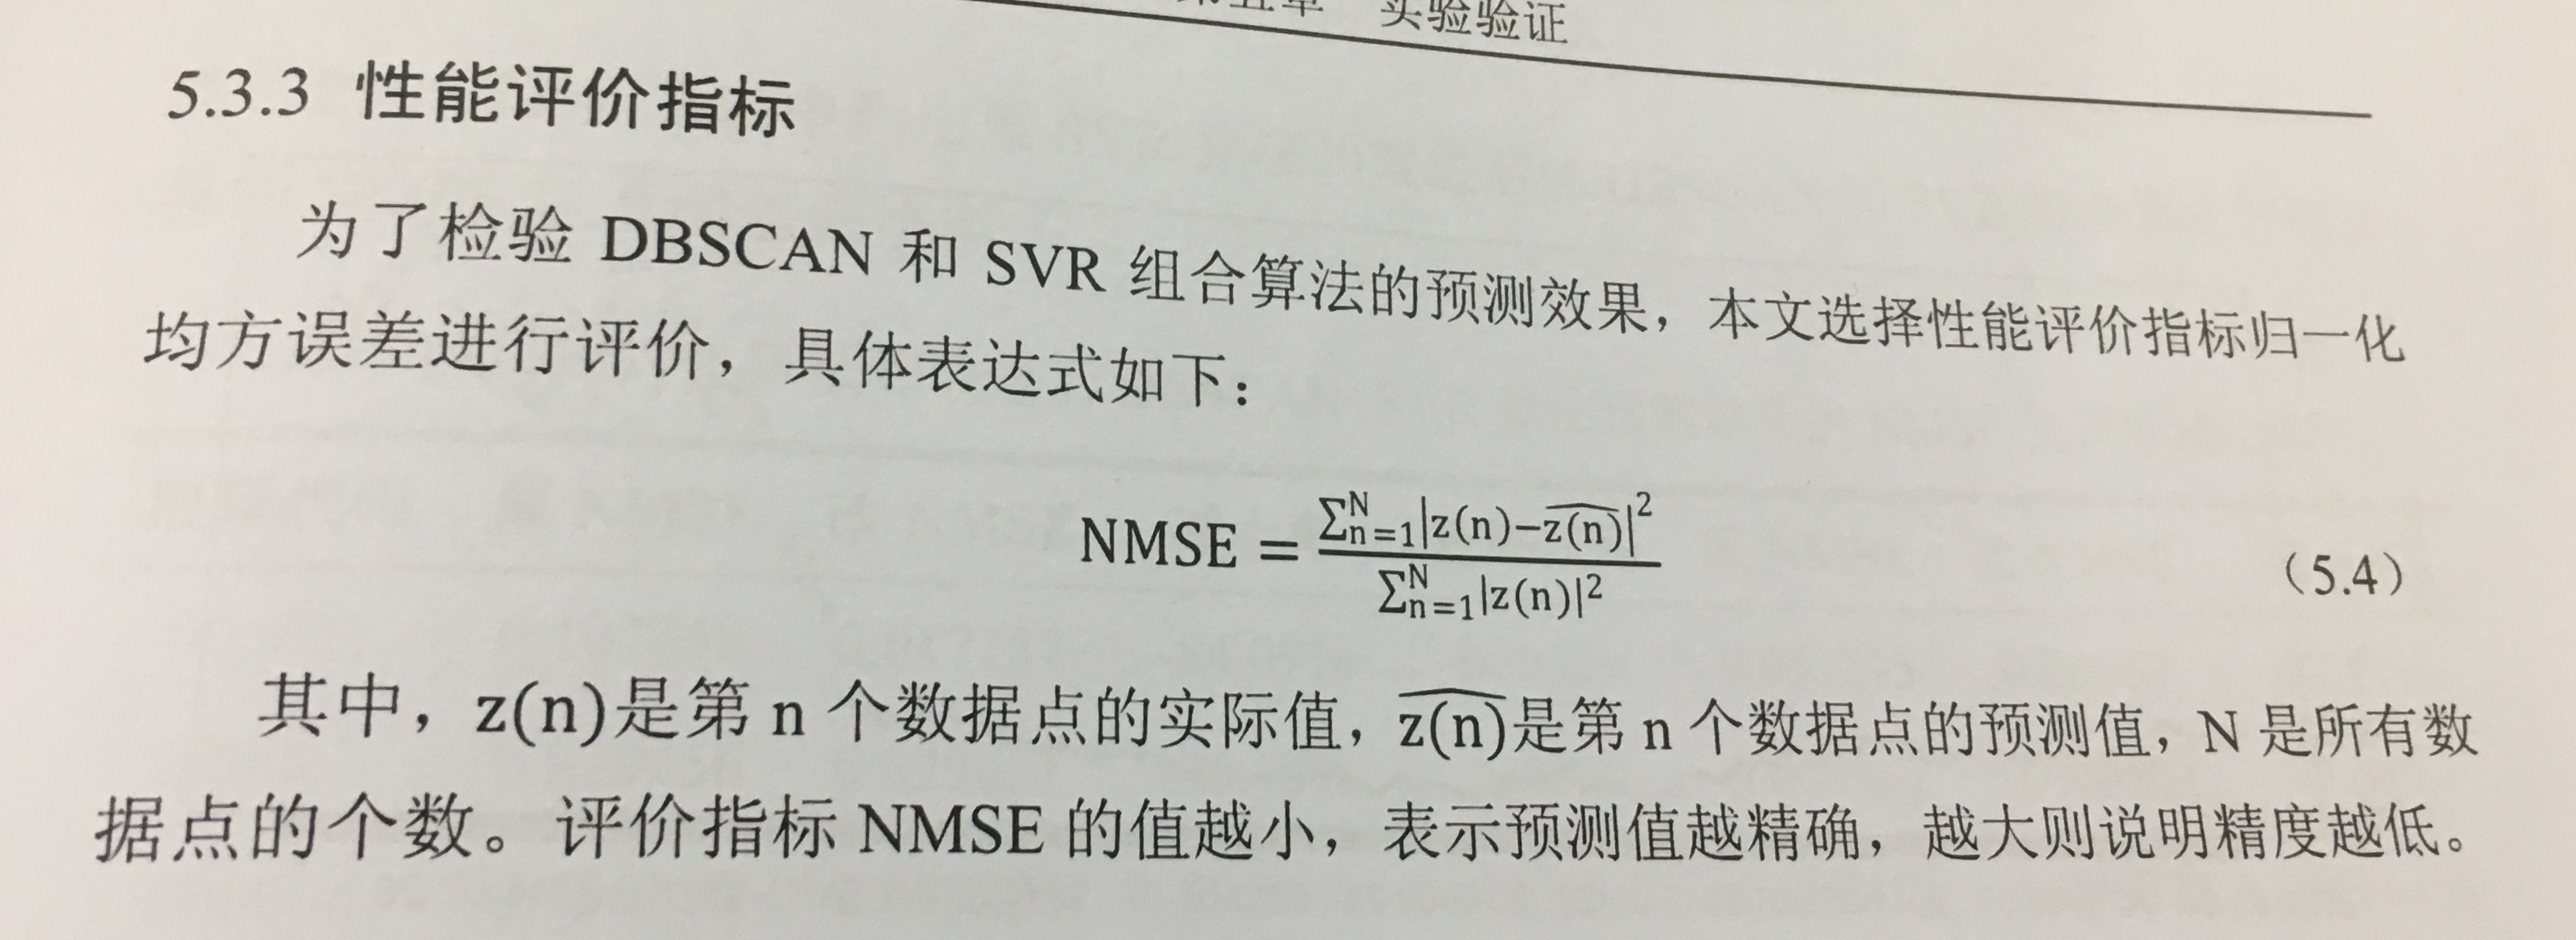 第五章 实验验证
5.3.3 性能评价指标
为了检验 DBSCAN 和 SVR 组合算法的预测效果，本文选择性能评价指标归一化
均方误差进行评价，具体表达式如下：
$$\mathrm{NMSE} = \frac{\sum_{n=1}^{N}|z(n)-\widehat{z(n)}|^2}{\sum_{n=1}^{N}|z(n)|^2}$$ （5.4）
其中，z(n)是第 n 个数据点的实际值，$\widehat{z(n)}$是第 n 个数据点的预测值，N 是所有数
据点的个数。评价指标 NMSE 的值越小，表示预测值越精确，越大则说明精度越低。